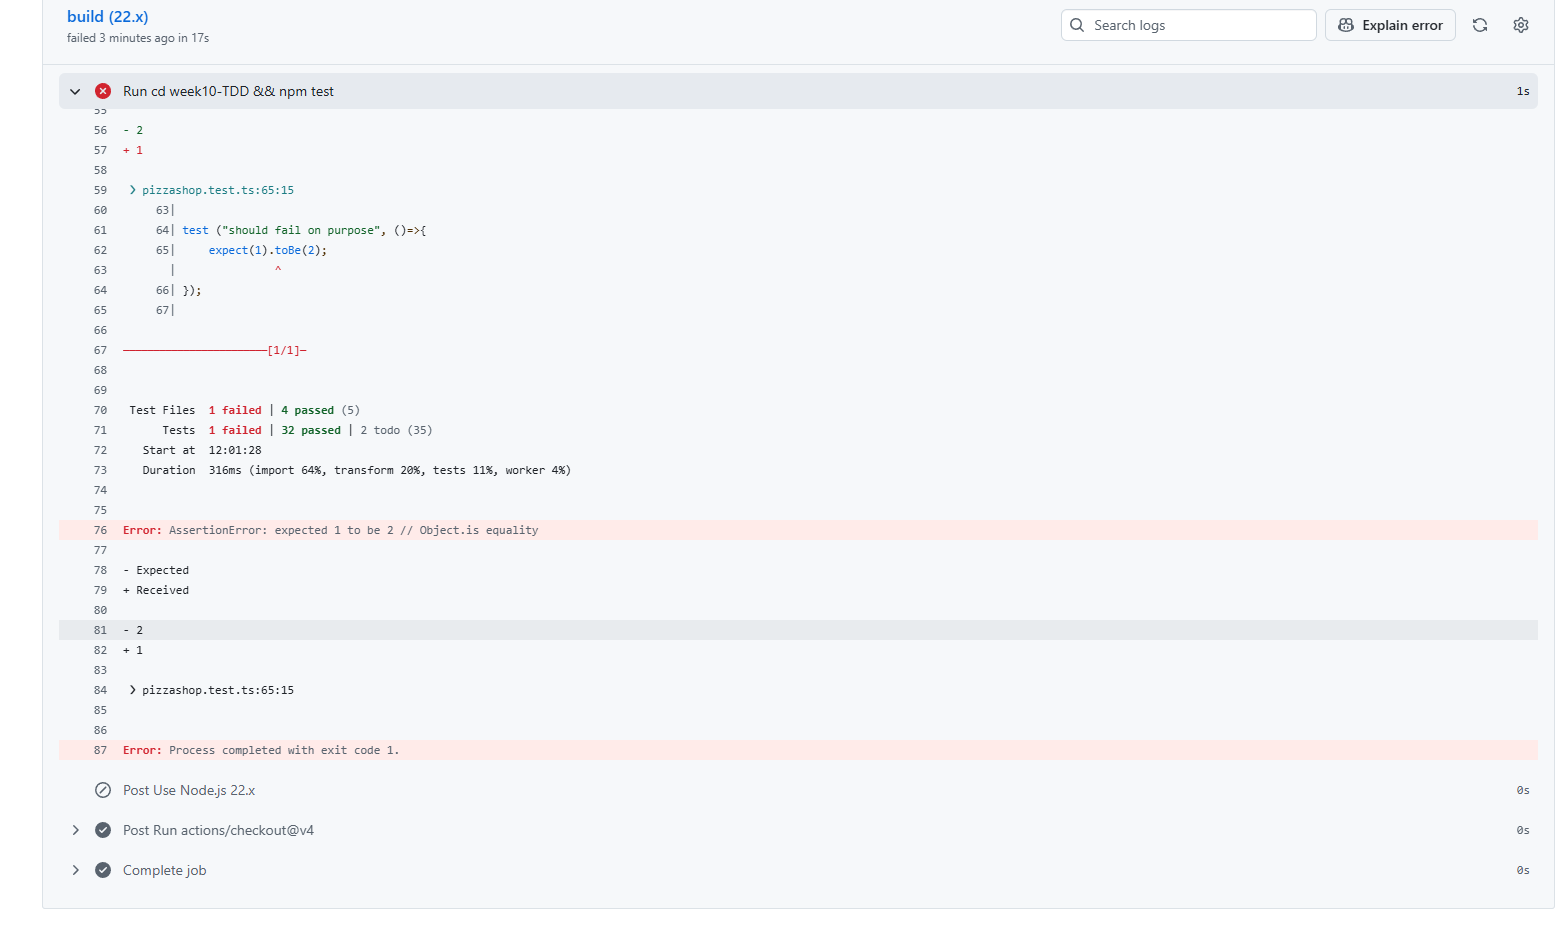 build (22.x)
failed 3 minutes ago in 17s
Search logs
Explain error
Run cd week10-TDD && npm test 1s
55
56 - 2
57 + 1
58
59 ❯ pizzashop.test.ts:65:15
60 63|
61 64| test ("should fail on purpose", ()=>{
62 65| expect(1).toBe(2);
63 | ^
64 66| });
65 67|
66
67 ──────────────────────[1/1]─
68
69
70 Test Files 1 failed | 4 passed (5)
71 Tests 1 failed | 32 passed | 2 todo (35)
72 Start at 12:01:28
73 Duration 316ms (import 64%, transform 20%, tests 11%, worker 4%)
74
75
76 Error: AssertionError: expected 1 to be 2 // Object.is equality
77
78 - Expected
79 + Received
80
81 - 2
82 + 1
83
84 ❯ pizzashop.test.ts:65:15
85
86
87 Error: Process completed with exit code 1.
Post Use Node.js 22.x 0s
Post Run actions/checkout@v4 0s
Complete job 0s